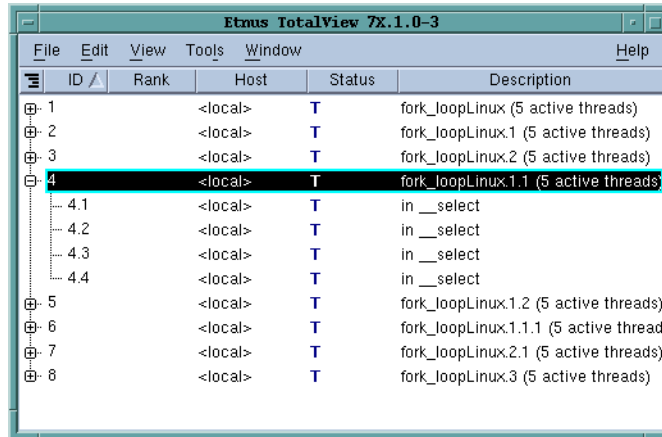 Etnus TotalView 7X.1.0-3
File Edit View Tools Window Help
ID Rank Host Status Description
1 <local> T fork_loopLinux (5 active threads)
2 <local> T fork_loopLinux.1 (5 active threads)
3 <local> T fork_loopLinux.2 (5 active threads)
4 <local> T fork_loopLinux.1.1 (5 active threads)
4.1 <local> T in __select
4.2 <local> T in __select
4.3 <local> T in __select
4.4 <local> T in __select
5 <local> T fork_loopLinux.1.2 (5 active threads)
6 <local> T fork_loopLinux.1.1.1 (5 active thread
7 <local> T fork_loopLinux.2.1 (5 active threads)
8 <local> T fork_loopLinux.3 (5 active threads)